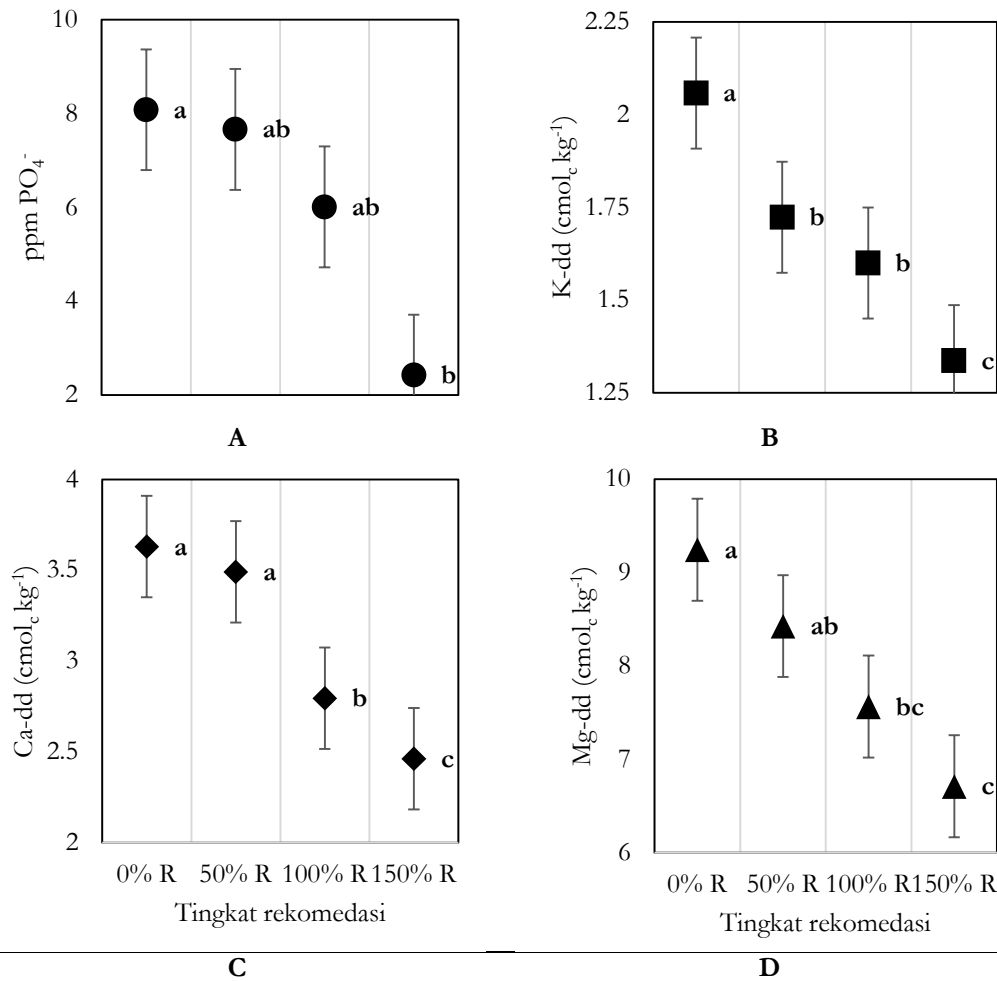 10
8
6
4
2
ppm PO4-
a
ab
ab
b
A
2.25
2
1.75
1.5
1.25
K-dd (cmolc kg-1)
a
b
b
c
B
4
3.5
3
2.5
2
Ca-dd (cmolc kg-1)
a
a
b
c
0% R 50% R 100% R 150% R
Tingkat rekomedasi
C
10
9
8
7
6
Mg-dd (cmolc kg-1)
a
ab
bc
c
0% R 50% R 100% R 150% R
Tingkat rekomedasi
D